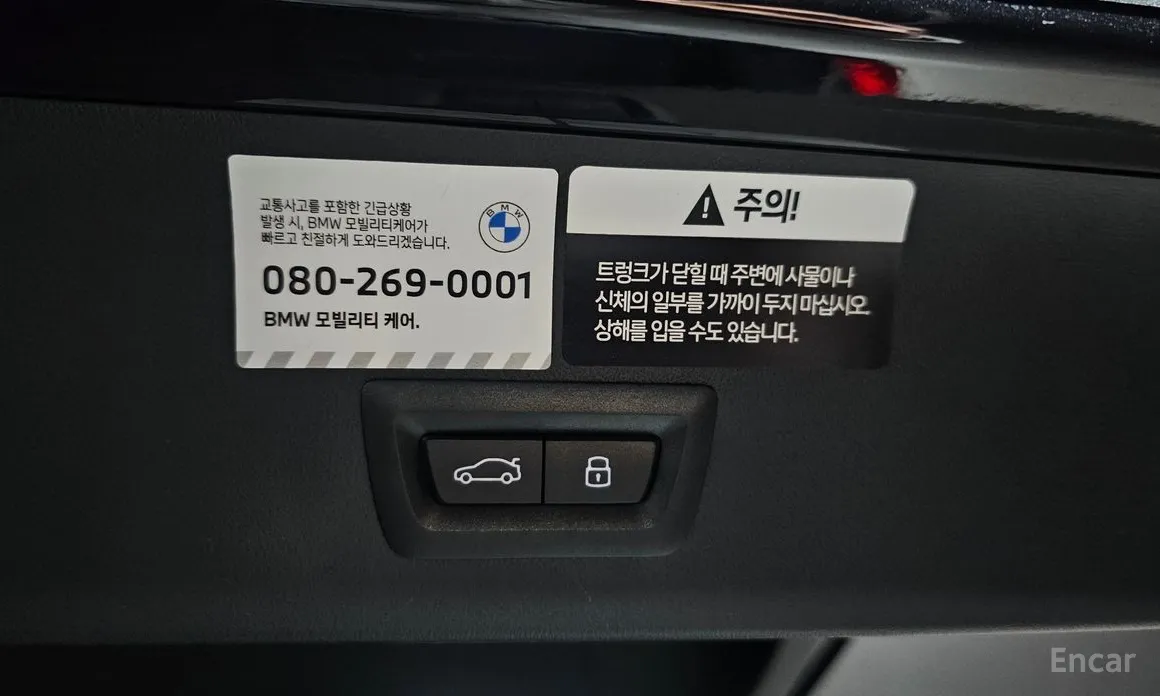 교통사고를 포함한 긴급상황
발생 시, BMW 모빌리티케어가
빠르고 친절하게 도와드리겠습니다.
BMW
080-269-0001
BMW 모빌리티 케어.
주의!
트렁크가 닫힐 때 주변에 사물이나
신체의 일부를 가까이 두지 마십시오.
상해를 입을 수도 있습니다.
Encar